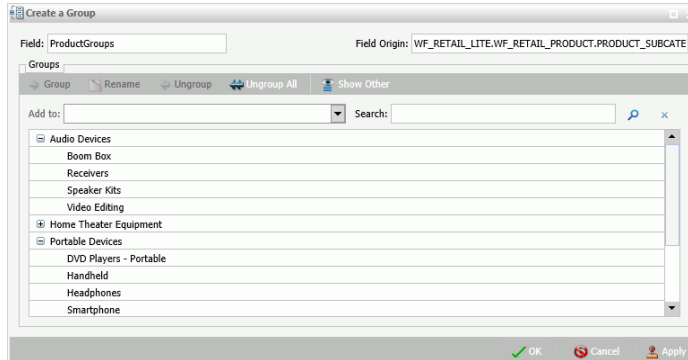 Create a Group
Field: ProductGroups Field Origin: WF_RETAIL_LITE.WF_RETAIL_PRODUCT.PRODUCT_SUBCATE
Groups
Group Rename Ungroup Ungroup All Show Other
Add to: Search:
Audio Devices
Boom Box
Receivers
Speaker Kits
Video Editing
Home Theater Equipment
Portable Devices
DVD Players - Portable
Handheld
Headphones
Smartphone
OK Cancel Apply